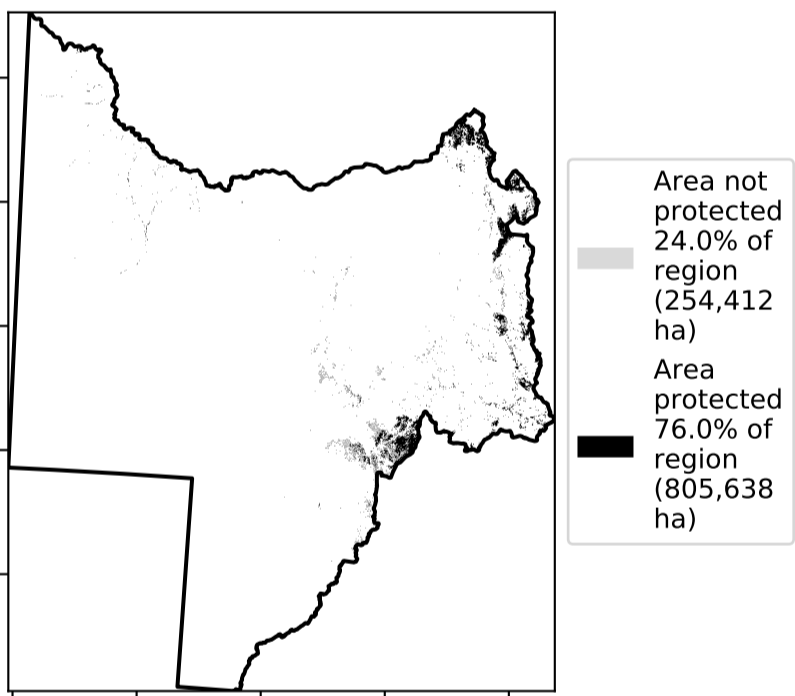 Area not
protected
24.0% of
region
(254,412
ha)
Area
protected
76.0% of
region
(805,638
ha)